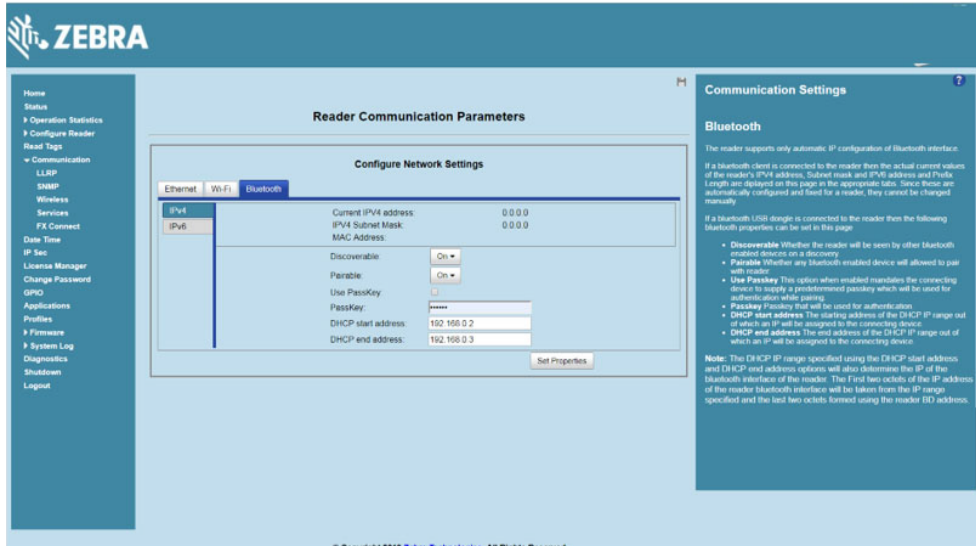 ZEBRA
Home
Status
Operation Statistics
Configure Reader
Read Tags
Communication
LLRP
SNMP
Wireless
Services
FX Connect
Date Time
IP Sec
License Manager
Change Password
GPIO
Applications
Profiles
Firmware
System Log
Diagnostics
Shutdown
Logout
Reader Communication Parameters
Configure Network Settings
Ethernet Wi-Fi Bluetooth
IPv4
IPv6
Current IPV4 address: 0.0.0.0
IPV4 Subnet Mask: 0.0.0.0
MAC Address:
Discoverable: On
Pairable: On
Use PassKey:
PassKey: ••••••
DHCP start address: 192.168.0.2
DHCP end address: 192.168.0.3
Set Properties
?
Communication Settings
Bluetooth
The reader supports only automatic IP configuration of Bluetooth interface.
If a bluetooth client is connected to the reader then the actual current values
of the reader's IPV4 address, Subnet mask and IPV6 address and Prefix
Length are diplayed on this page in the appropriate tabs. Since these are
automatically configured and fixed for a reader, they cannot be changed
manually
If a bluetooth USB dongle is connected to the reader then the following
bluetooth properties can be set in this page
• Discoverable Whether the reader will be seen by other bluetooth
enabled devices on a discovery
• Pairable Whether any bluetooth enabled device will allowed to pair
with reader
• Use Passkey This option when enabled mandates the connecting
device to supply a predetermined passkey which will be used for
authentication while pairing.
• Passkey Passkey that will be used for authentication
• DHCP start address The starting address of the DHCP IP range out
of which an IP will be assigned to the connecting device
• DHCP end address The end address of the DHCP IP range out of
which an IP will be assigned to the connecting device.
Note: The DHCP IP range specified using the DHCP start address
and DHCP end address options will also determine the IP of the
bluetooth interface of the reader. The First two octets of the IP address
of the reader bluetooth interface will be taken from the IP range
specified and the last two octets formed using the reader BD address.